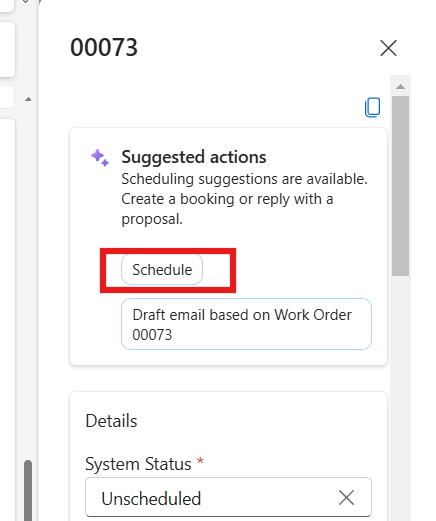 00073
Suggested actions
Scheduling suggestions are available.
Create a booking or reply with a
proposal.
Schedule
Draft email based on Work Order
00073
Details
System Status *
Unscheduled